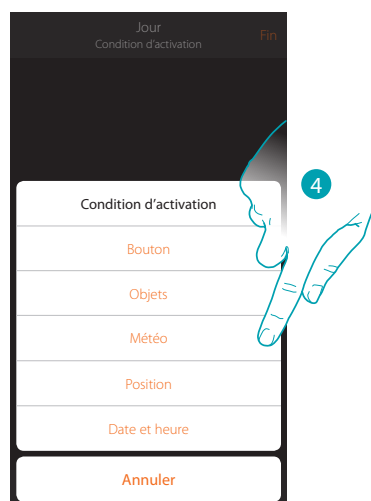 Jour
Condition d'activation
Fin
4
Condition d'activation
Bouton
Objets
Météo
Position
Date et heure
Annuler